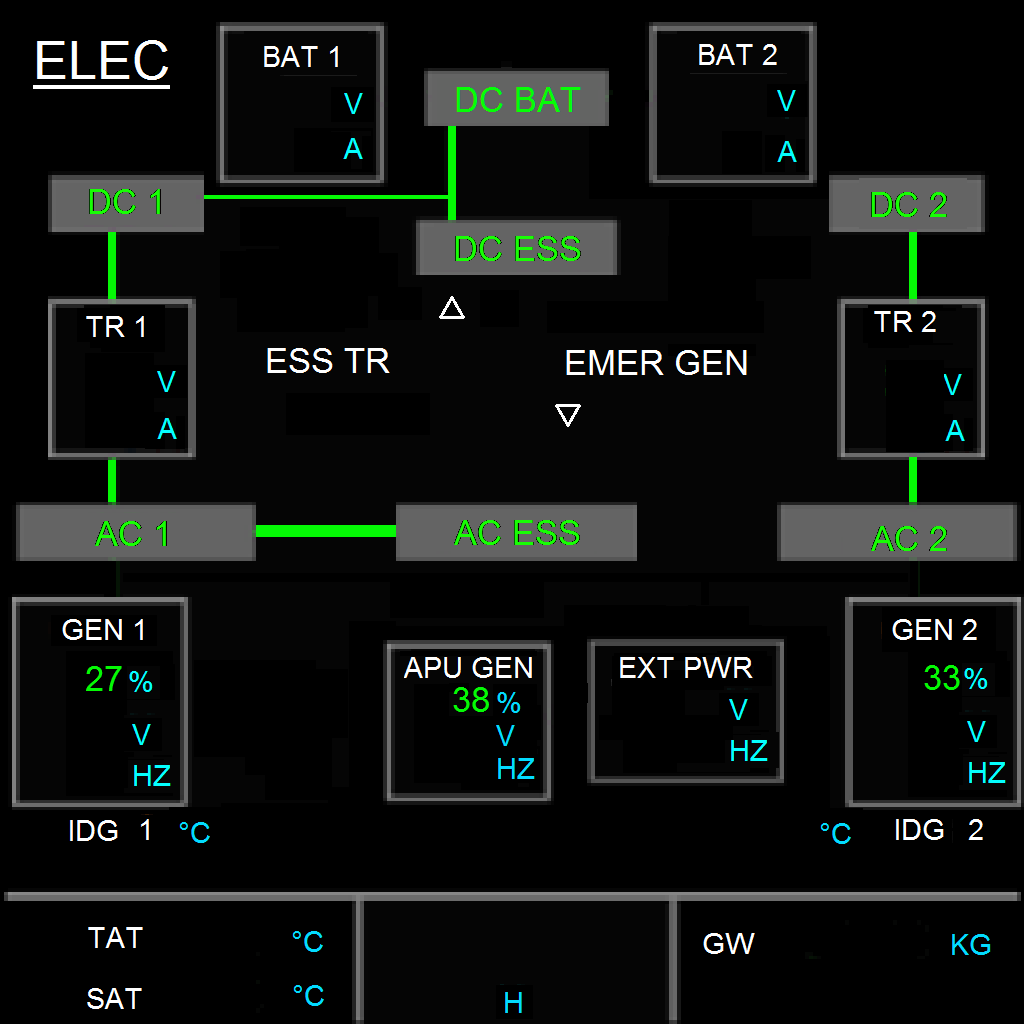 ELEC
BAT 1
V
A
DC BAT
BAT 2
V
A
DC 1
DC ESS
DC 2
TR 1
V
A
ESS TR
EMER GEN
TR 2
V
A
AC 1
AC ESS
AC 2
GEN 1
27 %
V
HZ
APU GEN
38 %
V
HZ
EXT PWR
V
HZ
GEN 2
33 %
V
HZ
IDG 1 °C
°C IDG 2
TAT °C
SAT °C
H
GW KG